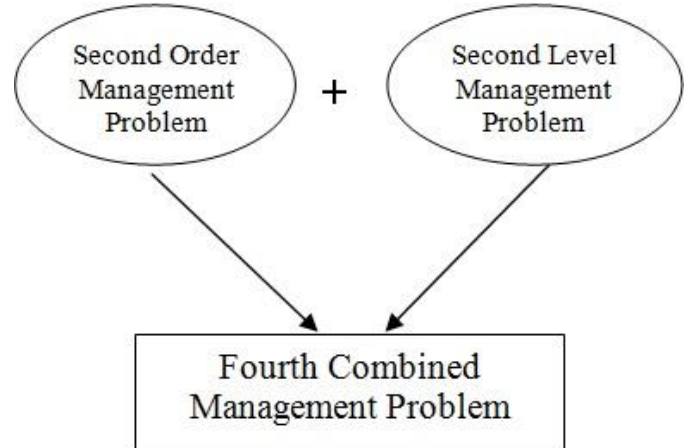 Second Order
Management
Problem
+
Second Level
Management
Problem
Fourth Combined
Management Problem